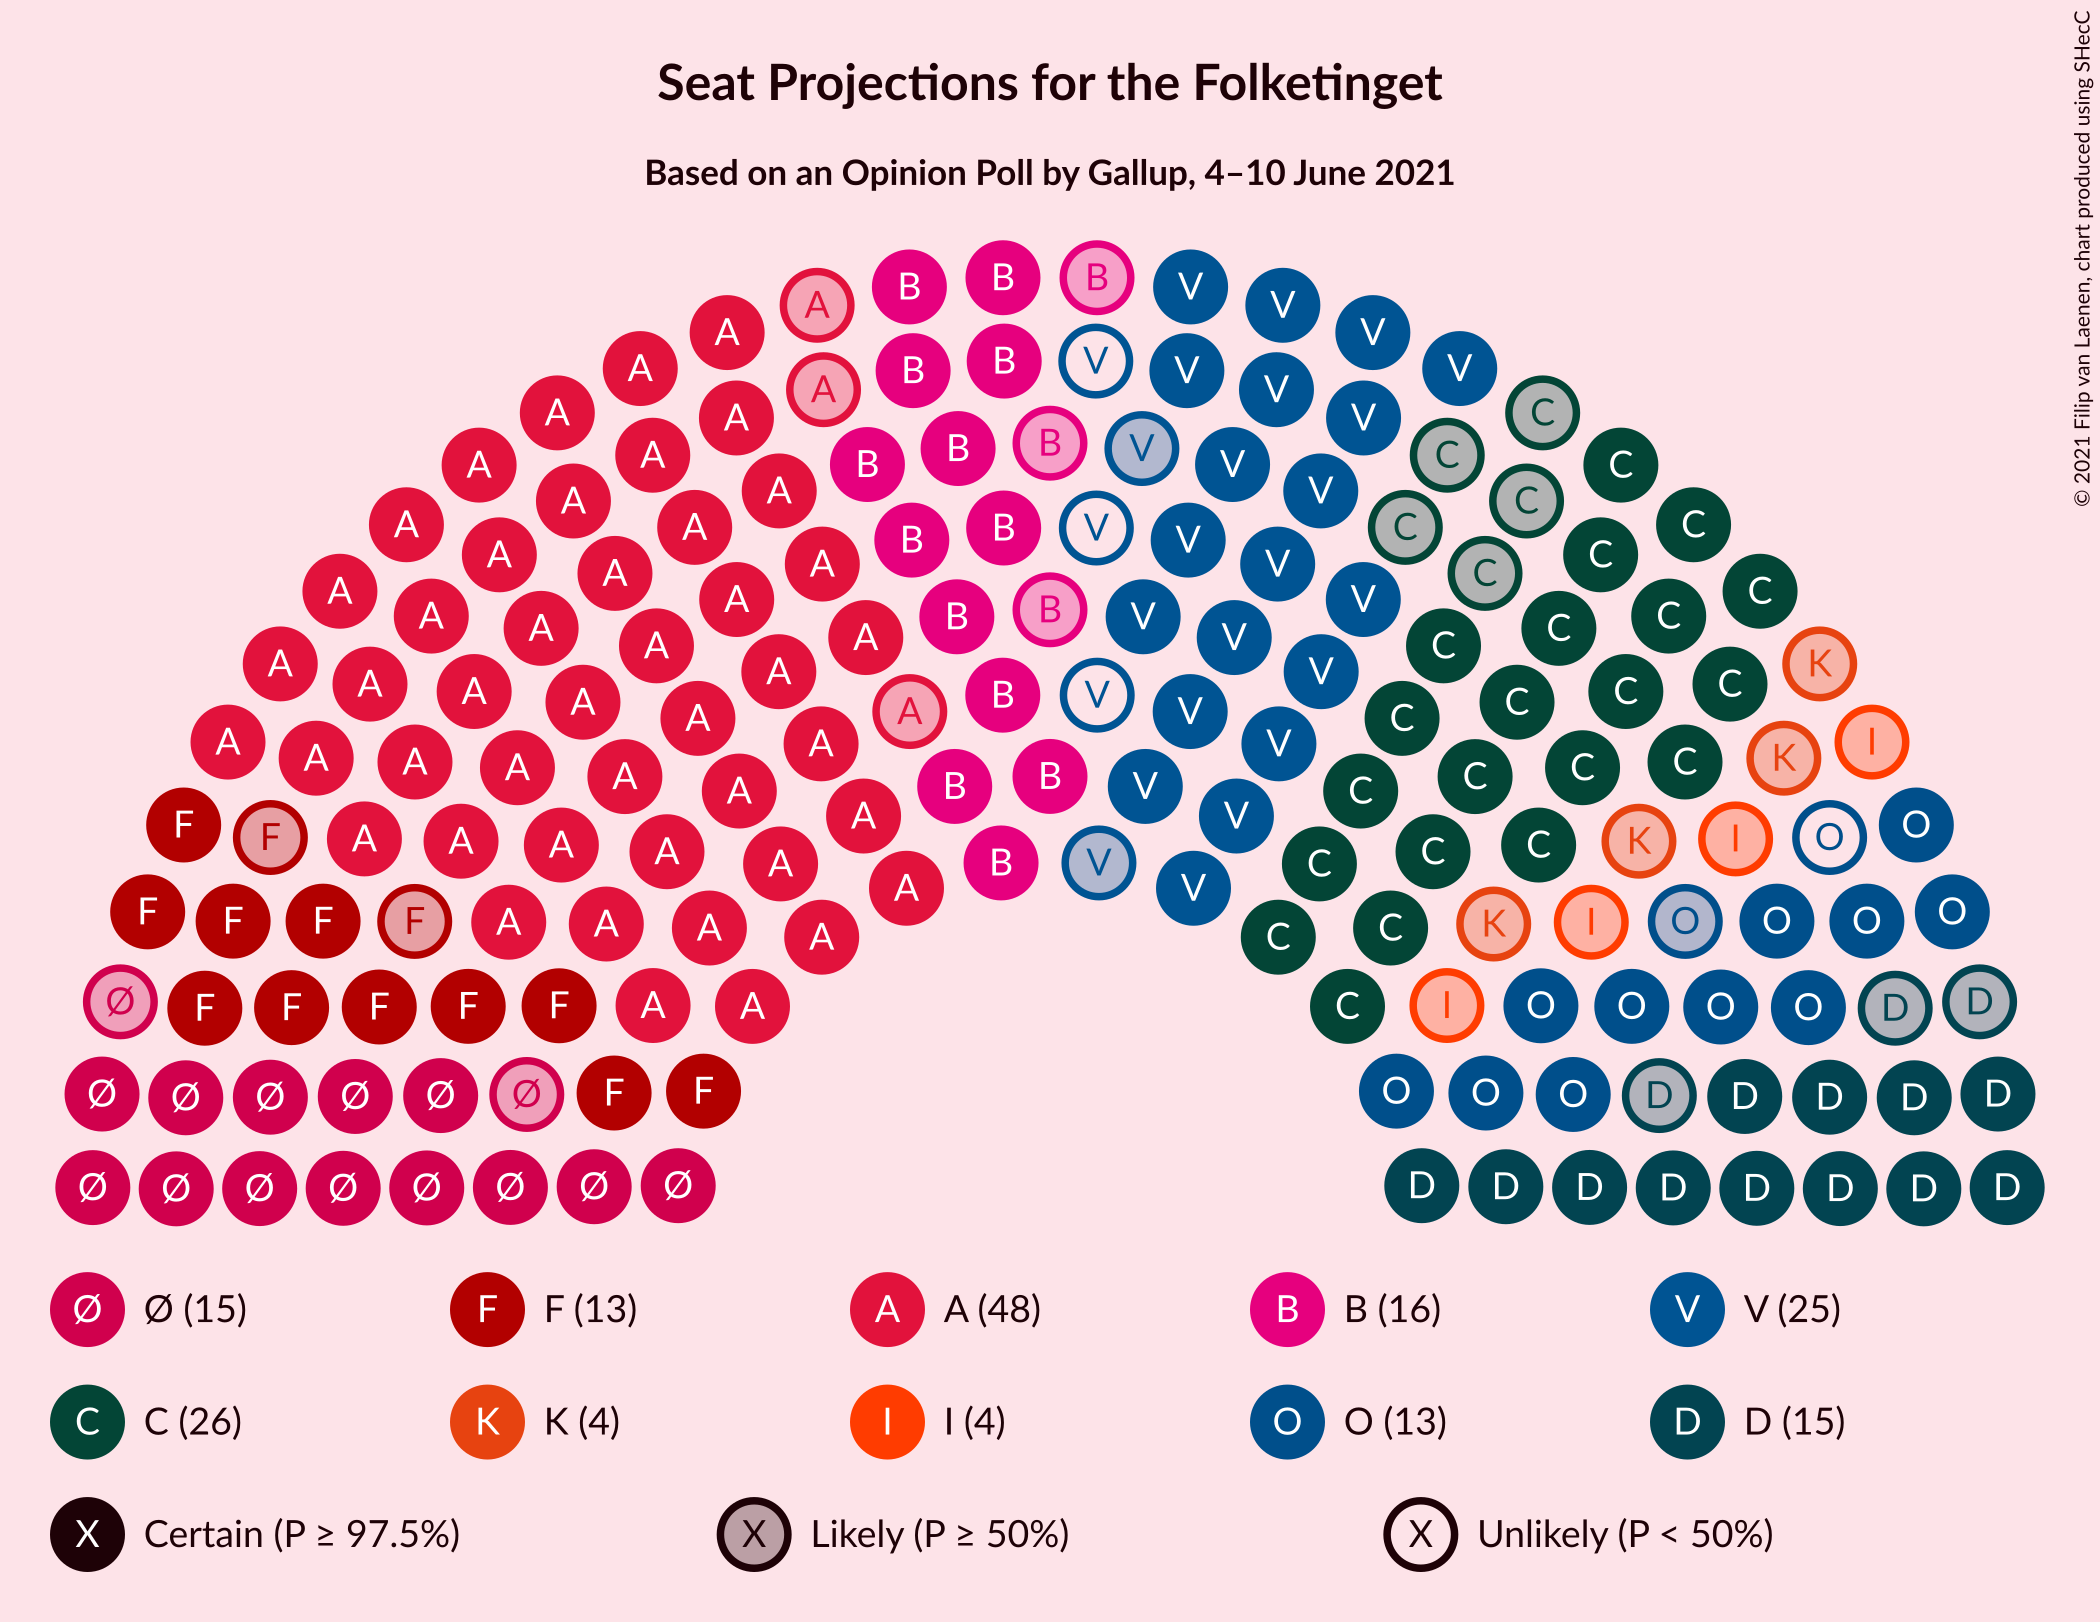 Seat Projections for the Folketinget
Based on an Opinion Poll by Gallup, 4–10 June 2021
© 2021 Filip van Laenen, chart produced using SHecC
B B B
A V V
A V
A B B V V V V
A A V C
A A B B B V V C C
A A A V C
A A A B B V V V C C
A A A A V C C
A A A A B B V V V C C C
A A A A A V C C C K
A A A A A A B V V V C C C C
A A A A A A B B V V C C C C K I
F F A A A A A A A B V V C C C K I O O
F F F F A A A A C C K I O O O O
Ø F F F F F A A C I O O O O D D
Ø Ø Ø Ø Ø Ø F F O O O D D D D D
Ø Ø Ø Ø Ø Ø Ø Ø D D D D D D D D
Ø Ø (15) F F (13) A A (48) B B (16) V V (25)
C C (26) K K (4) I I (4) O O (13) D D (15)
X Certain (P ≥ 97.5%) X Likely (P ≥ 50%) X Unlikely (P < 50%)